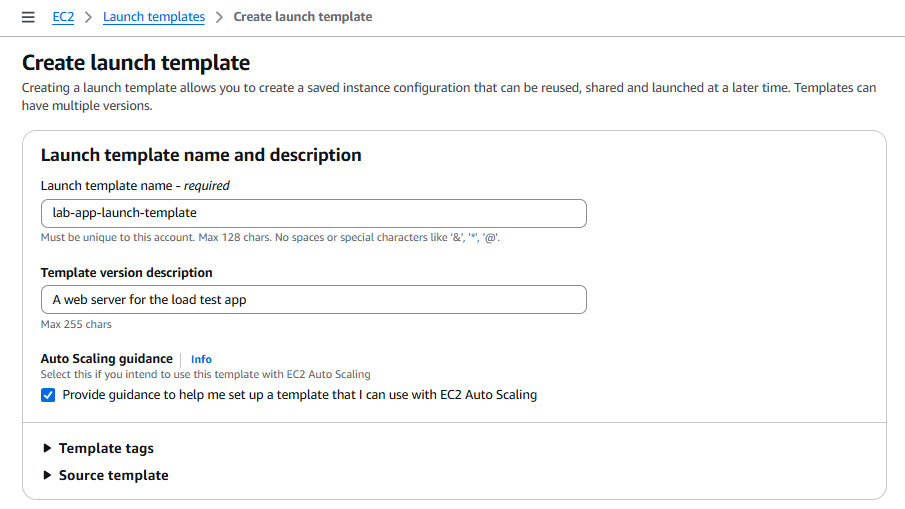 EC2 > Launch templates > Create launch template
Create launch template
Creating a launch template allows you to create a saved instance configuration that can be reused, shared and launched at a later time. Templates can
have multiple versions.
Launch template name and description
Launch template name - required
lab-app-launch-template
Must be unique to this account. Max 128 chars. No spaces or special characters like '&', '*', '@'.
Template version description
A web server for the load test app
Max 255 chars
Auto Scaling guidance | Info
Select this if you intend to use this template with EC2 Auto Scaling
Provide guidance to help me set up a template that I can use with EC2 Auto Scaling
Template tags
Source template